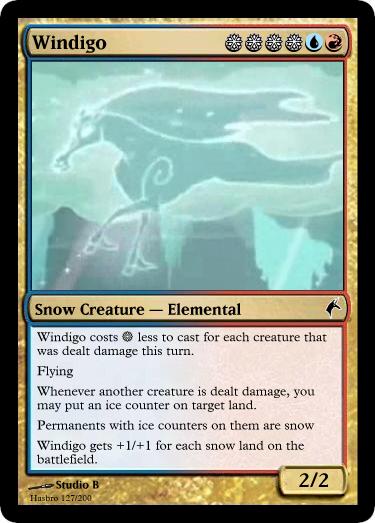 Windigo
Snow Creature — Elemental
Windigo costs less to cast for each creature that
was dealt damage this turn.
Flying
Whenever another creature is dealt damage, you
may put an ice counter on target land.
Permanents with ice counters on them are snow
Windigo gets +1/+1 for each snow land on the
battlefield.
2/2
Studio B
Hasbro 127/200